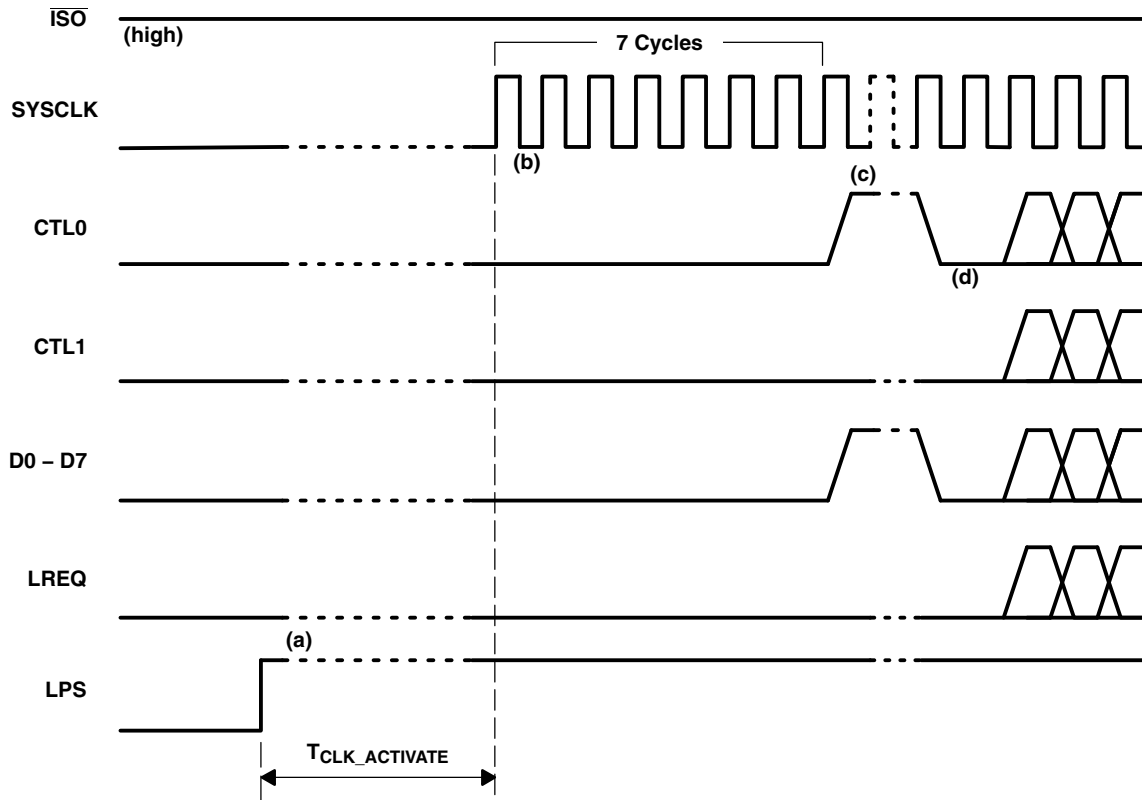 ISO
(high)
7 Cycles
SYSCLK
(b)
(c)
CTL0
(d)
CTL1
D0 – D7
LREQ
(a)
LPS
TCLK_ACTIVATE